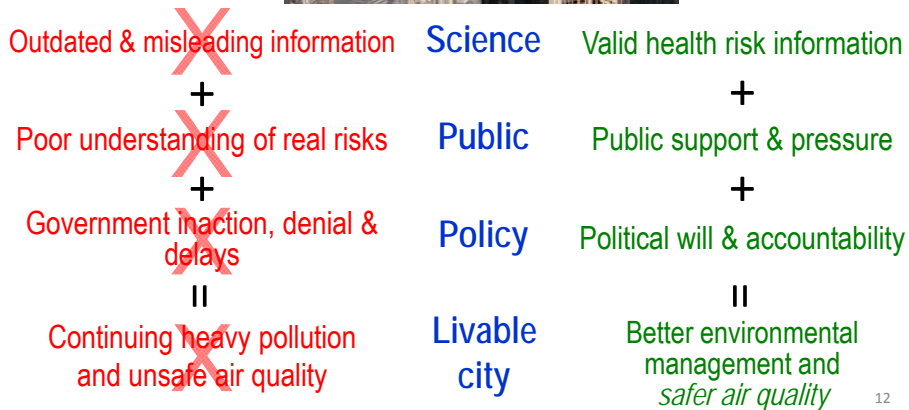 Outdated & misleading information
Science
Valid health risk information
+
+
Poor understanding of real risks
Public
Public support & pressure
+
+
Government inaction, denial &
delays
Policy
Political will & accountability
=
=
Continuing heavy pollution
and unsafe air quality
Livable
city
Better environmental
management and
safer air quality
12